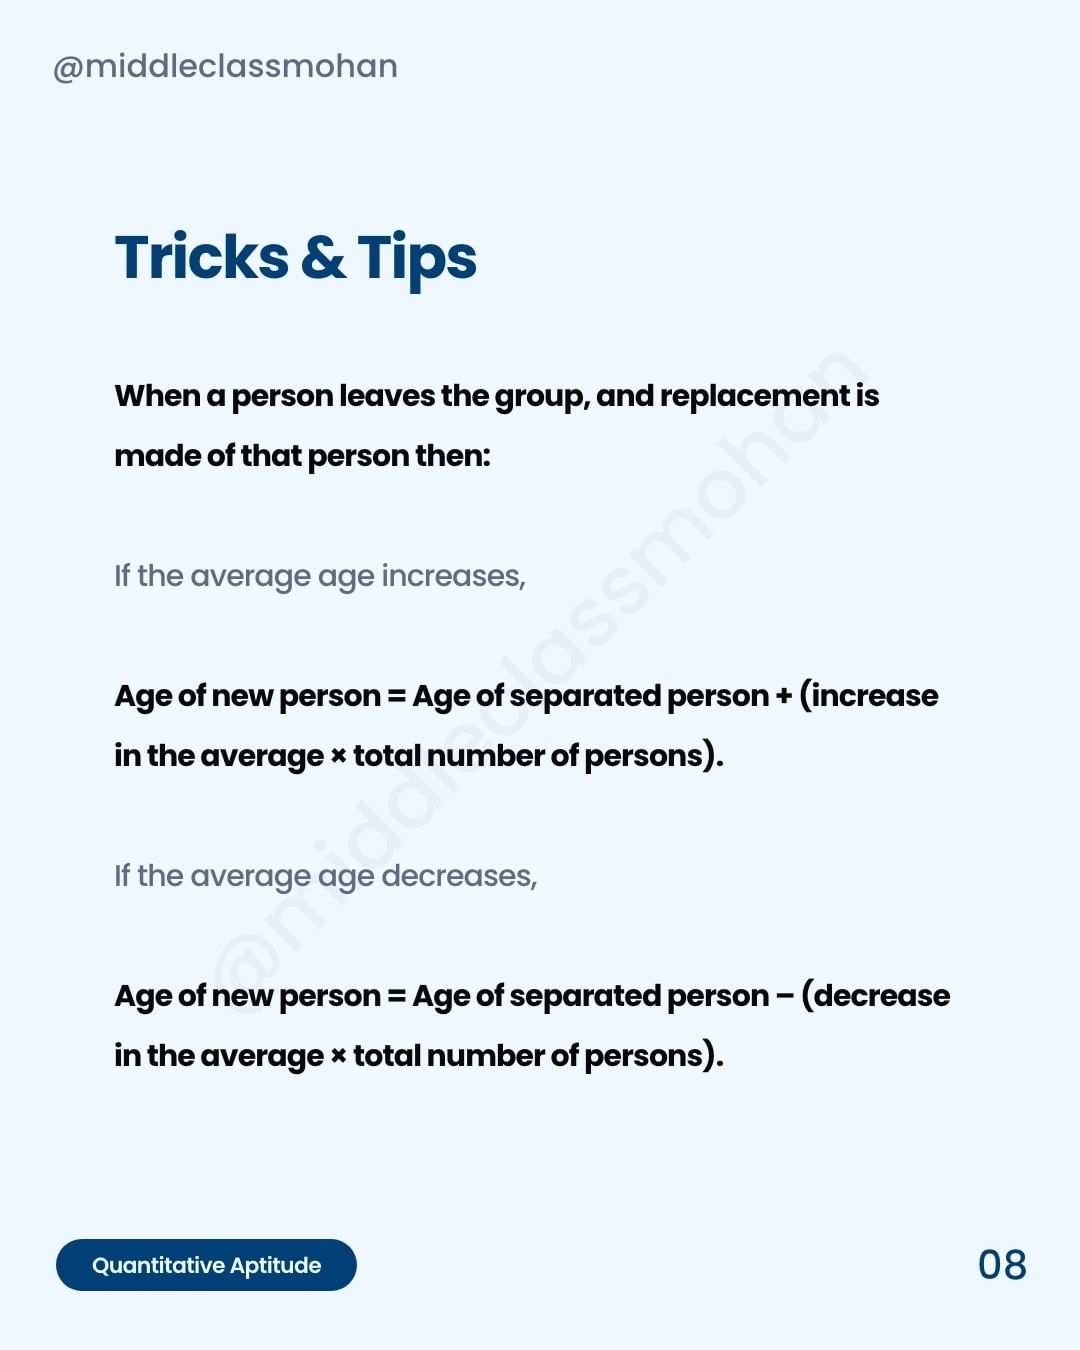 @middleclassmohan
Tricks & Tips
When a person leaves the group, and replacement is
made of that person then:
If the average age increases,
Age of new person = Age of separated person + (increase
in the average × total number of persons).
If the average age decreases,
Age of new person = Age of separated person – (decrease
in the average × total number of persons).
@middleclassmohan
Quantitative Aptitude
08